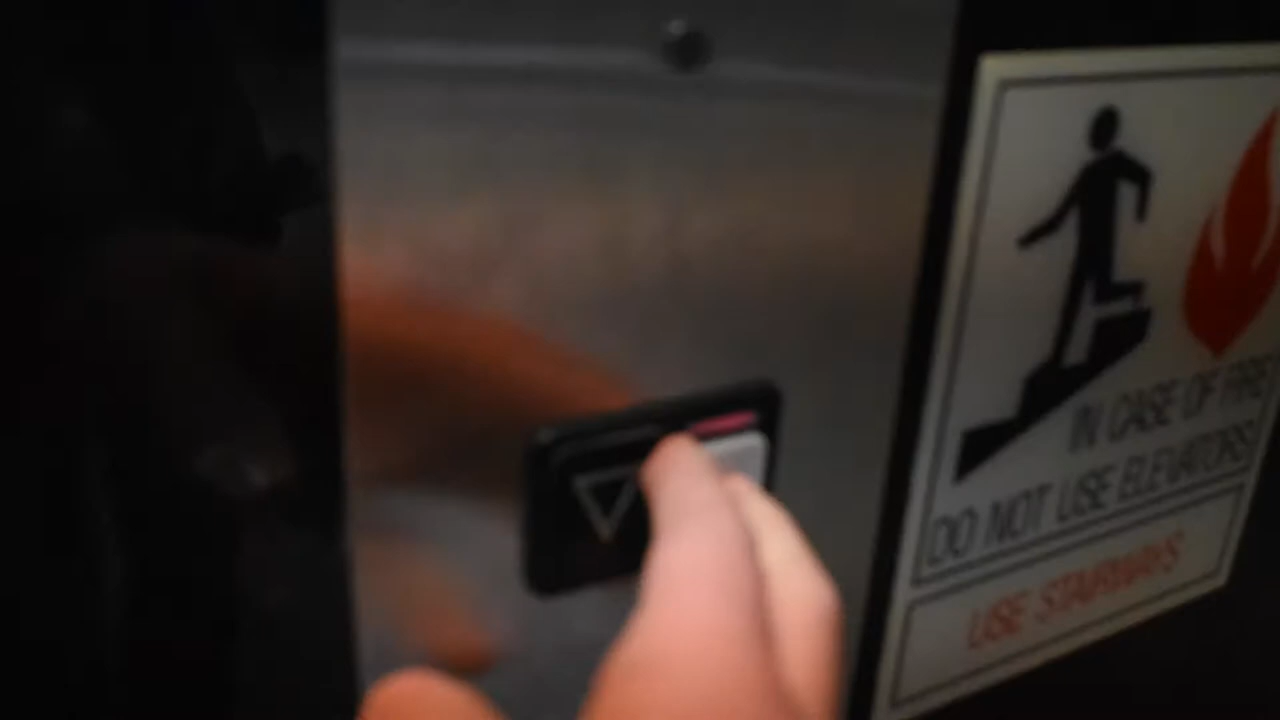 IN CASE OF FIRE
DO NOT USE ELEVATORS
USE STAIRWAYS